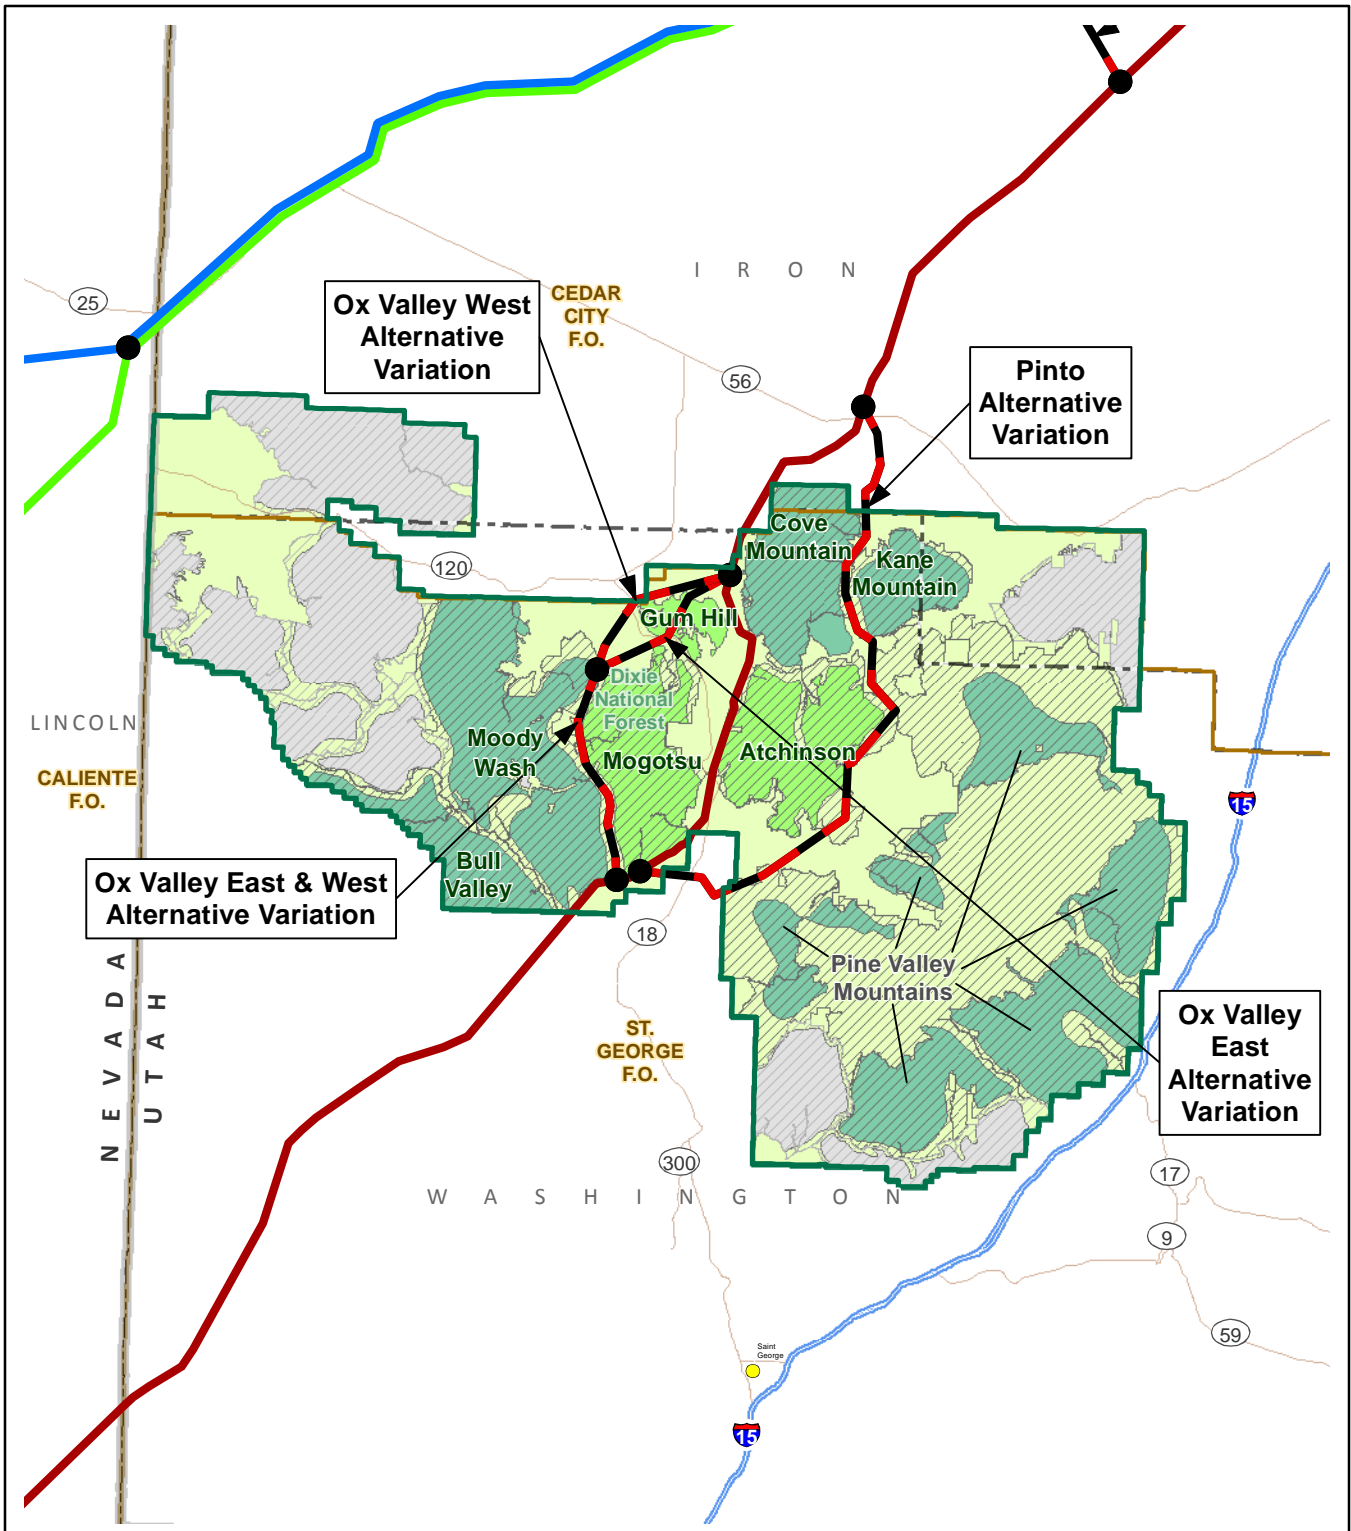 I R O N
Ox Valley West
Alternative
Variation
CEDAR
CITY
F.O.
25
56
Pinto
Alternative
Variation
Cove
Mountain
Kane
Mountain
120
Gum Hill
Dixie
National
Forest
LINCOLN
Moody
Wash
Mogotsu
Atchinson
CALIENTE
F.O.
15
Bull
Valley
Ox Valley East & West
Alternative Variation
18
Pine Valley
Mountains
NEVADA
UTAH
ST.
GEORGE
F.O.
Ox Valley
East
Alternative
Variation
300
17
W A S H I N G T O N
9
59
Saint
George
15